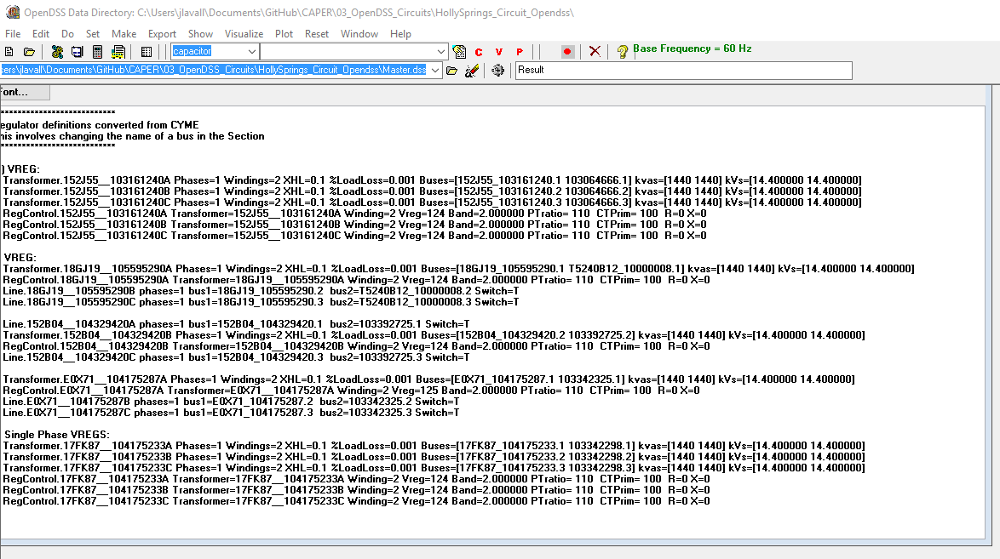 OpenDSS Data Directory: C:\Users\jlavall\Documents\GitHub\CAPER\03_OpenDSS_Circuits\HollySprings_Circuit_Opendss\
File Edit Do Set Make Export Show Visualize Plot Reset Window Help
capacitor C V P Base Frequency = 60 Hz
ers\jlavall\Documents\GitHub\CAPER\03_OpenDSS_Circuits\HollySprings_Circuit_Opendss\Master.dss Result
Font...
**************************
egulator definitions converted from CYME
his involves changing the name of a bus in the Section
**************************
) VREG:
Transformer.152J55__103161240A Phases=1 Windings=2 XHL=0.1 %LoadLoss=0.001 Buses=[152J55_103161240.1 103064666.1] kvas=[1440 1440] kVs=[14.400000 14.400000]
Transformer.152J55__103161240B Phases=1 Windings=2 XHL=0.1 %LoadLoss=0.001 Buses=[152J55_103161240.2 103064666.2] kvas=[1440 1440] kVs=[14.400000 14.400000]
Transformer.152J55__103161240C Phases=1 Windings=2 XHL=0.1 %LoadLoss=0.001 Buses=[152J55_103161240.3 103064666.3] kvas=[1440 1440] kVs=[14.400000 14.400000]
RegControl.152J55__103161240A Transformer=152J55__103161240A Winding=2 Vreg=124 Band=2.000000 PTratio= 110 CTPrim= 100 R=0 X=0
RegControl.152J55__103161240B Transformer=152J55__103161240B Winding=2 Vreg=124 Band=2.000000 PTratio= 110 CTPrim= 100 R=0 X=0
RegControl.152J55__103161240C Transformer=152J55__103161240C Winding=2 Vreg=124 Band=2.000000 PTratio= 110 CTPrim= 100 R=0 X=0
VREG:
Transformer.18GJ19__105595290A Phases=1 Windings=2 XHL=0.1 %LoadLoss=0.001 Buses=[18GJ19_105595290.1 T5240B12_10000008.1] kvas=[1440 1440] kVs=[14.400000 14.400000]
RegControl.18GJ19__105595290A Transformer=18GJ19__105595290A Winding=2 Vreg=124 Band=2.000000 PTratio= 110 CTPrim= 100 R=0 X=0
Line.18GJ19__105595290B phases=1 bus1=18GJ19_105595290.2 bus2=T5240B12_10000008.2 Switch=T
Line.18GJ19__105595290C phases=1 bus1=18GJ19_105595290.3 bus2=T5240B12_10000008.3 Switch=T
Line.152B04__104329420A phases=1 bus1=152B04_104329420.1 bus2=103392725.1 Switch=T
Transformer.152B04__104329420B Phases=1 Windings=2 XHL=0.1 %LoadLoss=0.001 Buses=[152B04_104329420.2 103392725.2] kvas=[1440 1440] kVs=[14.400000 14.400000]
RegControl.152B04__104329420B Transformer=152B04__104329420B Winding=2 Vreg=124 Band=2.000000 PTratio= 110 CTPrim= 100 R=0 X=0
Line.152B04__104329420C phases=1 bus1=152B04_104329420.3 bus2=103392725.3 Switch=T
Transformer.E0X71__104175287A Phases=1 Windings=2 XHL=0.1 %LoadLoss=0.001 Buses=[E0X71_104175287.1 103342325.1] kvas=[1440 1440] kVs=[14.400000 14.400000]
RegControl.E0X71__104175287A Transformer=E0X71__104175287A Winding=2 Vreg=125 Band=2.000000 PTratio= 110 CTPrim= 100 R=0 X=0
Line.E0X71__104175287B phases=1 bus1=E0X71_104175287.2 bus2=103342325.2 Switch=T
Line.E0X71__104175287C phases=1 bus1=E0X71_104175287.3 bus2=103342325.3 Switch=T
Single Phase VREGS:
Transformer.17FK87__104175233A Phases=1 Windings=2 XHL=0.1 %LoadLoss=0.001 Buses=[17FK87_104175233.1 103342298.1] kvas=[1440 1440] kVs=[14.400000 14.400000]
Transformer.17FK87__104175233B Phases=1 Windings=2 XHL=0.1 %LoadLoss=0.001 Buses=[17FK87_104175233.2 103342298.2] kvas=[1440 1440] kVs=[14.400000 14.400000]
Transformer.17FK87__104175233C Phases=1 Windings=2 XHL=0.1 %LoadLoss=0.001 Buses=[17FK87_104175233.3 103342298.3] kvas=[1440 1440] kVs=[14.400000 14.400000]
RegControl.17FK87__104175233A Transformer=17FK87__104175233A Winding=2 Vreg=124 Band=2.000000 PTratio= 110 CTPrim= 100 R=0 X=0
RegControl.17FK87__104175233B Transformer=17FK87__104175233B Winding=2 Vreg=124 Band=2.000000 PTratio= 110 CTPrim= 100 R=0 X=0
RegControl.17FK87__104175233C Transformer=17FK87__104175233C Winding=2 Vreg=124 Band=2.000000 PTratio= 110 CTPrim= 100 R=0 X=0